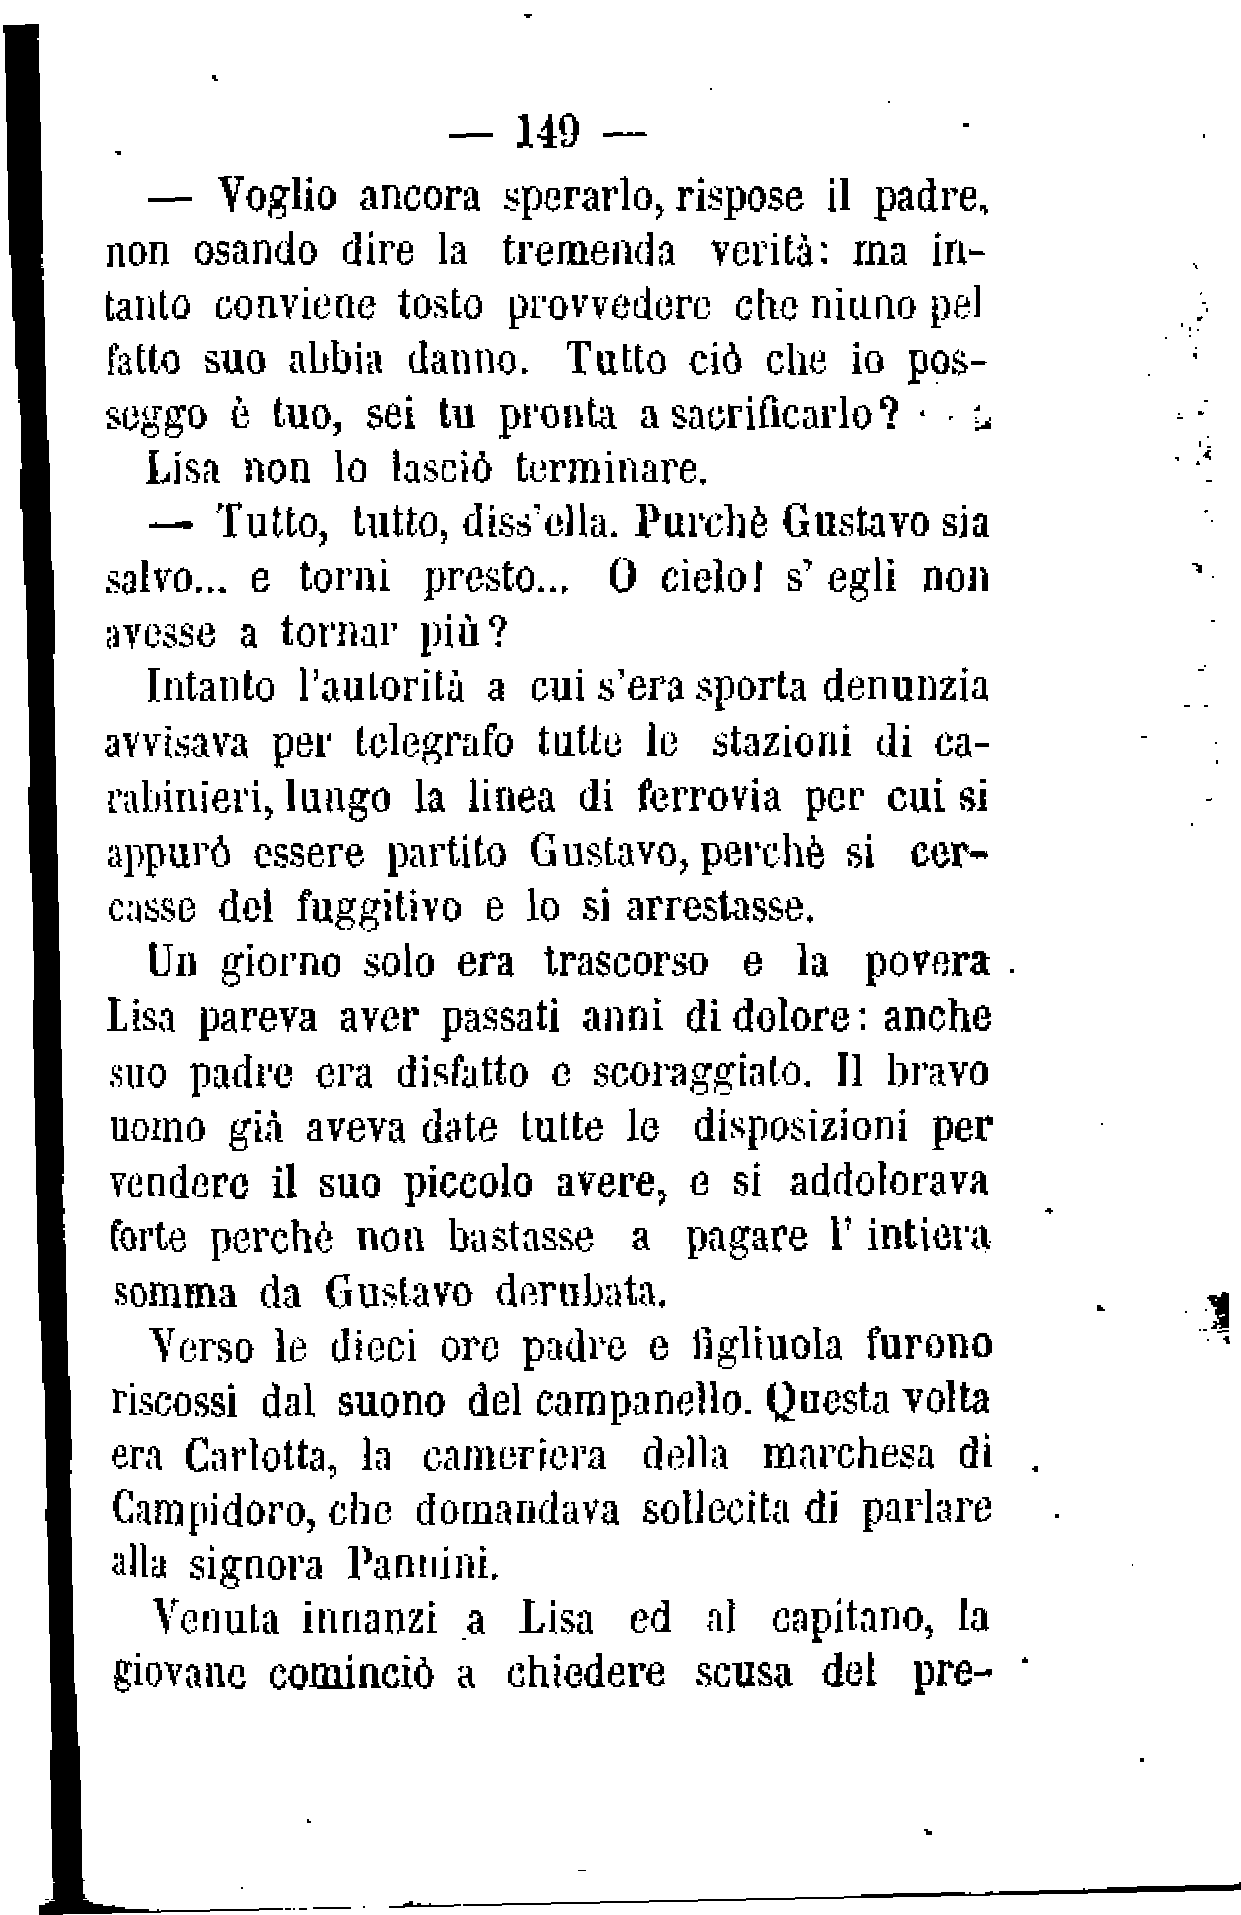 — 149 —
— Voglio ancora sperarlo, rispose il padre,
non osando dire la tremenda verità: ma in-
tanto conviene tosto provvedere che niuno pel
fatto suo abbia danno. Tutto ciò che io pos-
seggo è tuo, sei tu pronta a sacrificarlo?
Lisa non lo lasciò terminare.
— Tutto, tutto, diss'ella. Purchè Gustavo sia
salvo... e torni presto... O cielo! s' egli non
avesse a tornar più?
Intanto l'autorità a cui s'era sporta denunzia
avvisava per telegrafo tutte le stazioni di ca-
rabinieri, lungo la linea di ferrovia per cui si
appurò essere partito Gustavo, perchè si cer-
casse del fuggitivo e lo si arrestasse.
Un giorno solo era trascorso e la povera
Lisa pareva aver passati anni di dolore: anche
suo padre era disfatto e scoraggiato. Il bravo
uomo già aveva date tutte le disposizioni per
vendere il suo piccolo avere, e si addolorava
forte perchè non bastasse a pagare l' intiera
somma da Gustavo derubata.
Verso le dieci ore padre e figliuola furono
riscossi dal suono del campanello. Questa volta
era Carlotta, la cameriera della marchesa di
Campidoro, che domandava sollecita di parlare
alla signora Pannini.
Venuta innanzi a Lisa ed al capitano, la
giovane cominciò a chiedere scusa del pre-